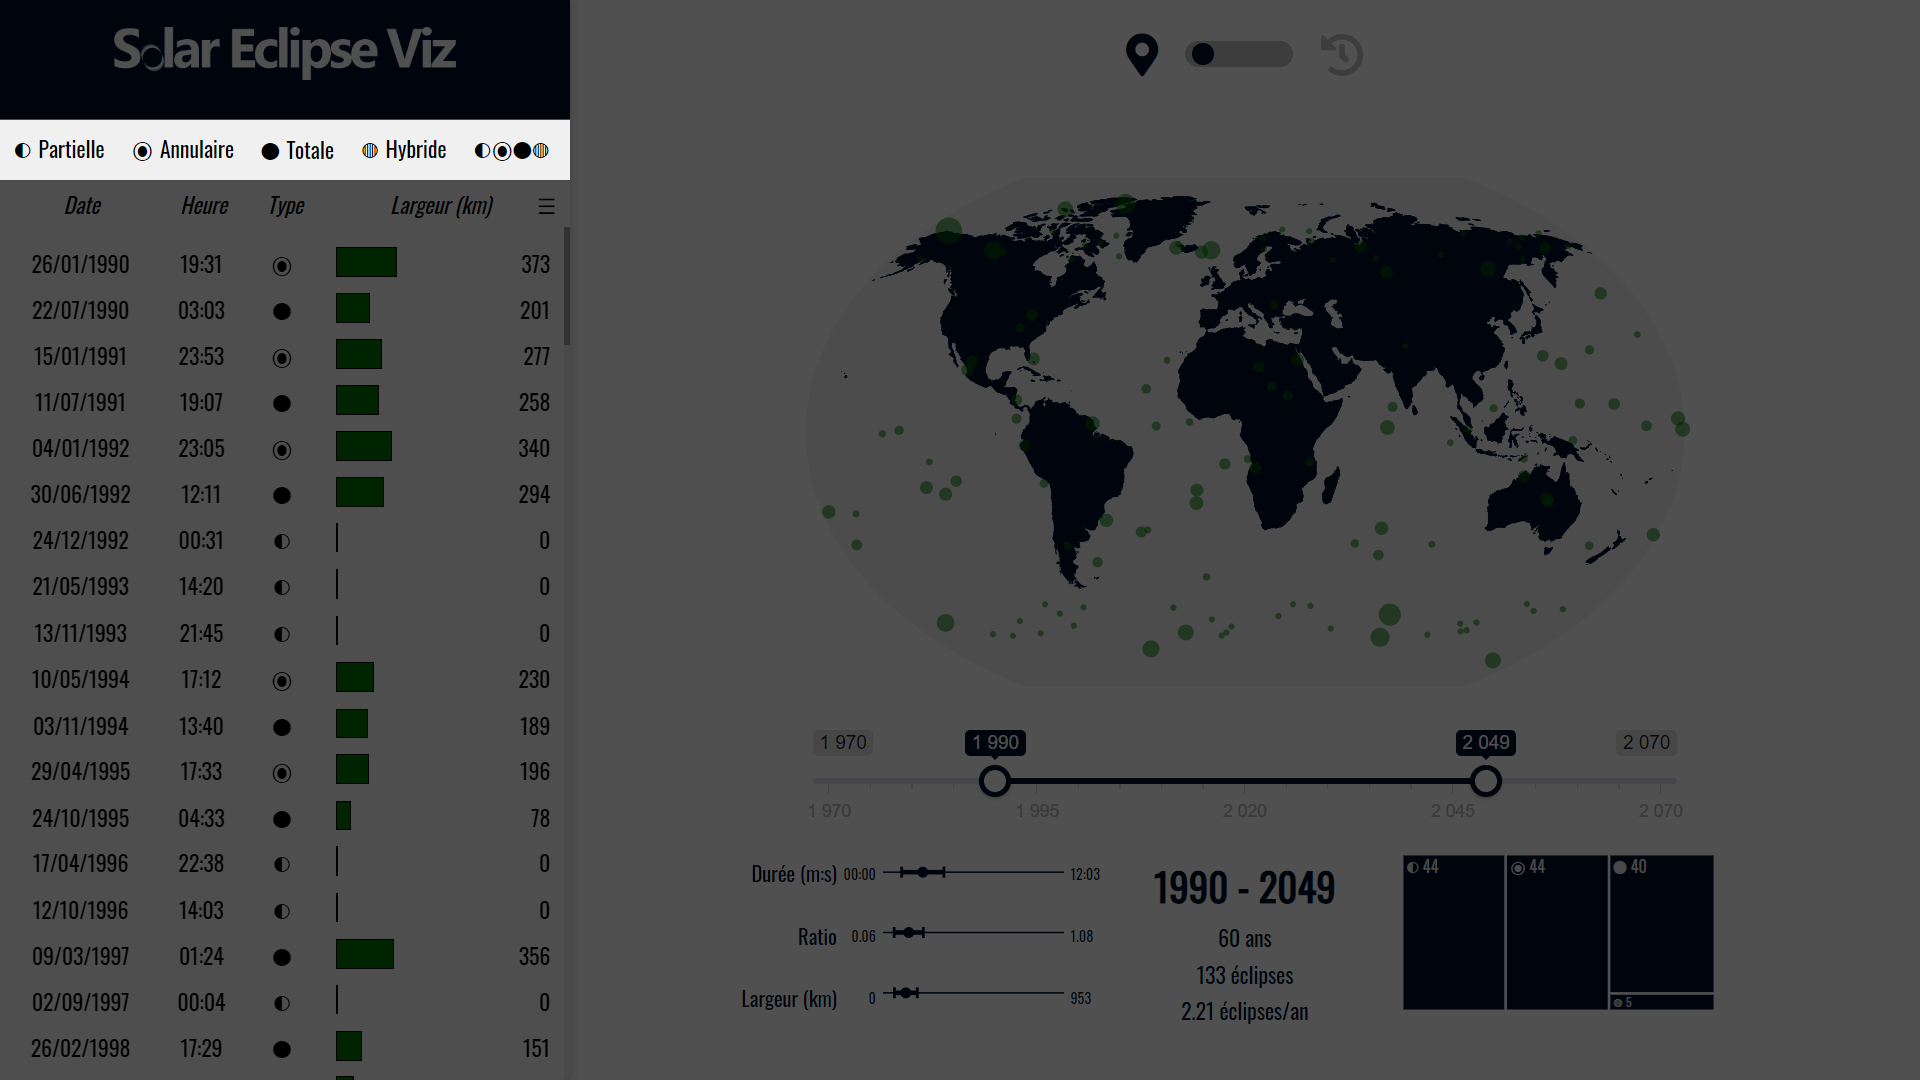 Solar Eclipse Viz
Partielle Annulaire Totale Hybride
Date Heure Type Largeur (km)
26/01/1990 19:31 373
22/07/1990 03:03 201
15/01/1991 23:53 277
11/07/1991 19:07 258
04/01/1992 23:05 340
30/06/1992 12:11 294
24/12/1992 00:31 0
21/05/1993 14:20 0
13/11/1993 21:45 0
10/05/1994 17:12 230
03/11/1994 13:40 189
29/04/1995 17:33 196
24/10/1995 04:33 78
17/04/1996 22:38 0
12/10/1996 14:03 0
09/03/1997 01:24 356
02/09/1997 00:04 0
26/02/1998 17:29 151
1 970 1 990 2 049 2 070
1 970 1 995 2 020 2 045 2 070
Durée (m:s) 00:00 12:03
Ratio 0.06 1.08
Largeur (km) 0 953
1990 - 2049
60 ans
133 éclipses
2.21 éclipses/an
44 44 40
5